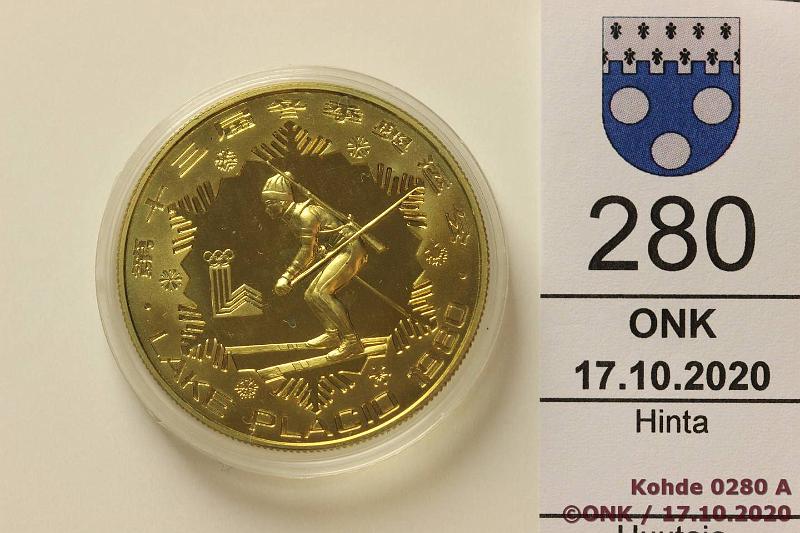 第十三届冬季奥运会
LAKE PLACID 1980
280
ONK
17.10.2020
Hinta
Kohde 0280 A
©ONK / 17.10.2020